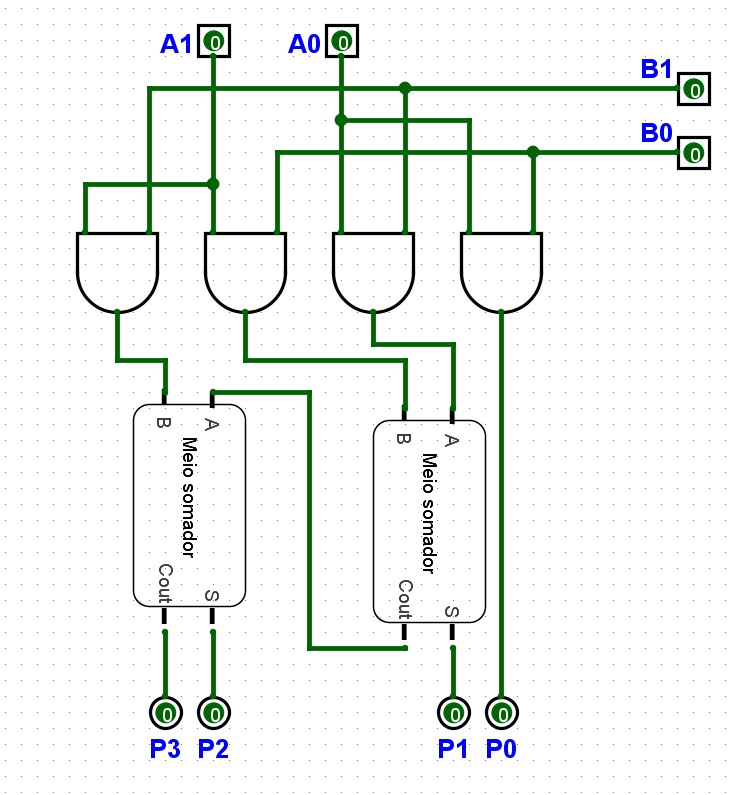 A1 0 A0 0
B1 0
B0 0
B A
Meio somador
Cout S
B A
Meio somador
Cout S
0 0 0 0
P3 P2 P1 P0